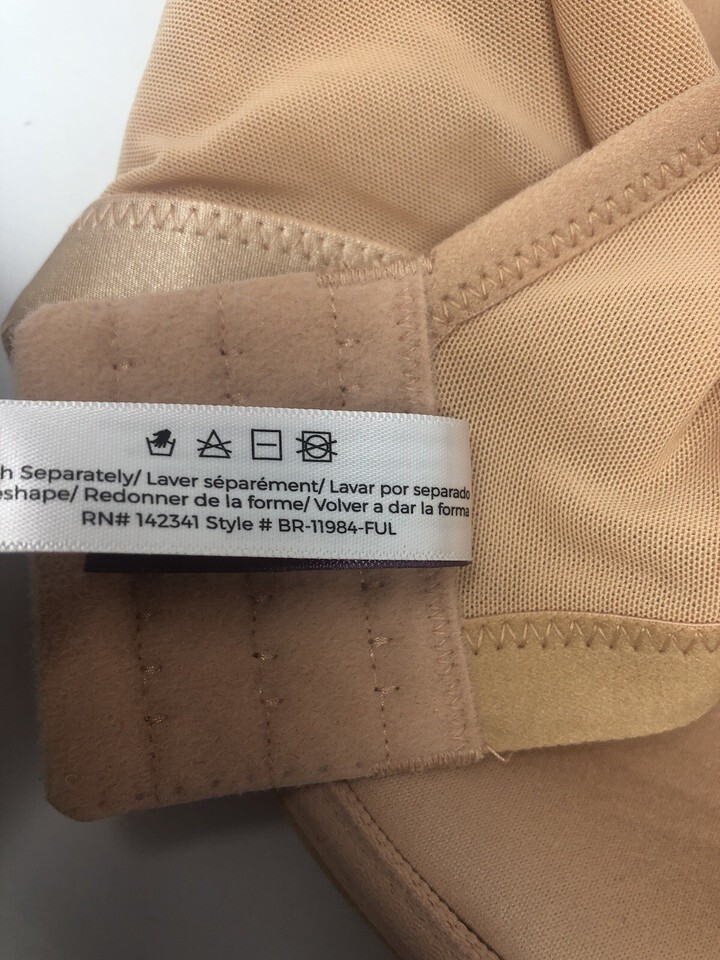 h Separately/ Laver séparément/ Lavar por separado
eshape/ Redonner de la forme/ Volver a dar la forma
RN# 142341 Style # BR-11984-FUL